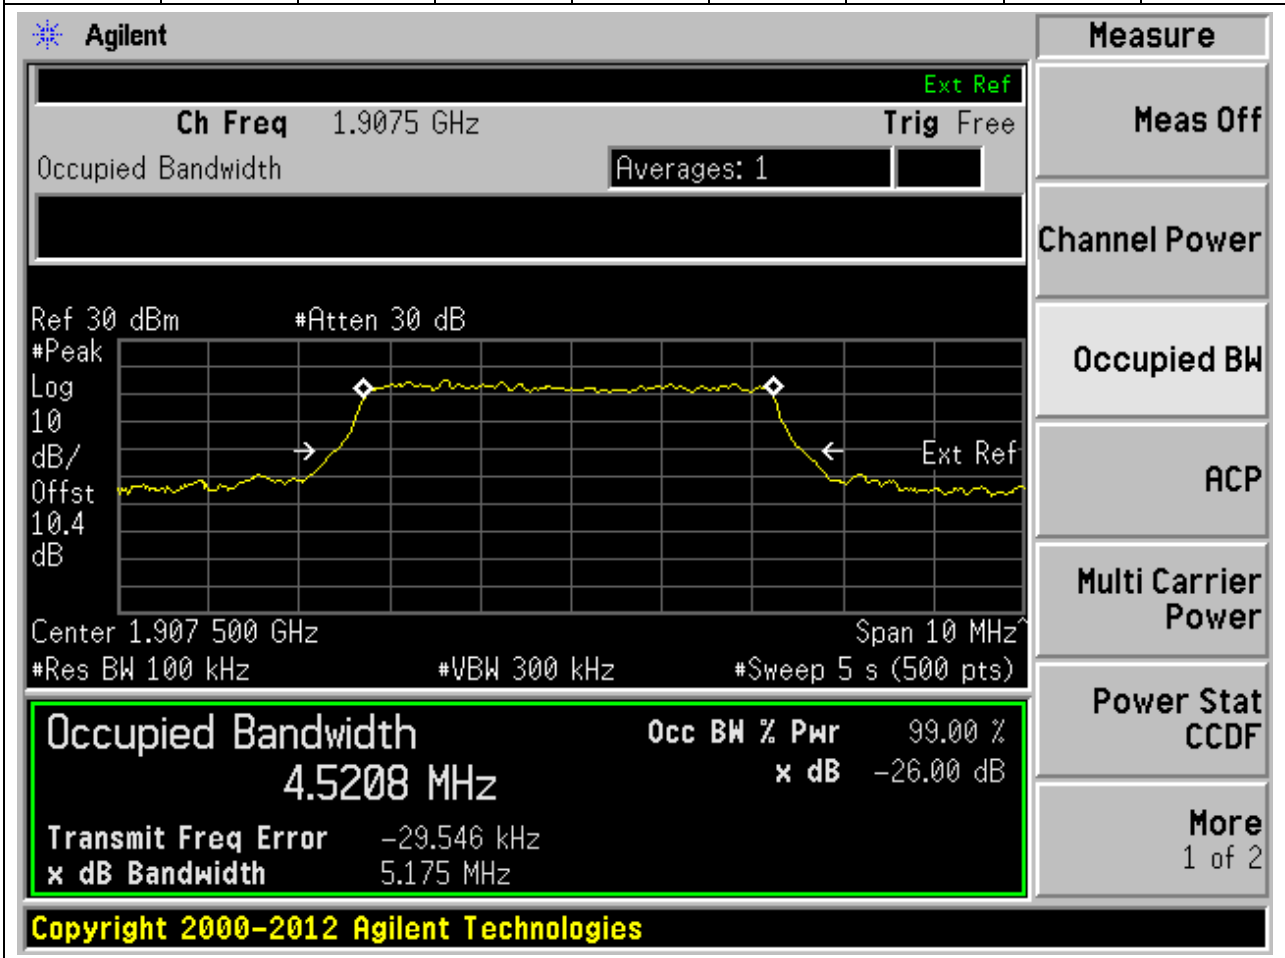 Agilent
Measure
Ext Ref
Ch Freq 1.9075 GHz Trig Free
Occupied Bandwidth Averages: 1
Ref 30 dBm #Atten 30 dB
#Peak
Log
10
dB/
Offst
10.4
dB
Ext Ref
Center 1.907 500 GHz Span 10 MHz^
#Res BW 100 kHz #VBW 300 kHz #Sweep 5 s (500 pts)
Occupied Bandwidth Occ BW % Pwr 99.00 %
4.5208 MHz x dB -26.00 dB
Transmit Freq Error -29.546 kHz
x dB Bandwidth 5.175 MHz
Copyright 2000-2012 Agilent Technologies
Meas Off
Channel Power
Occupied BW
ACP
Multi Carrier
Power
Power Stat
CCDF
More
1 of 2